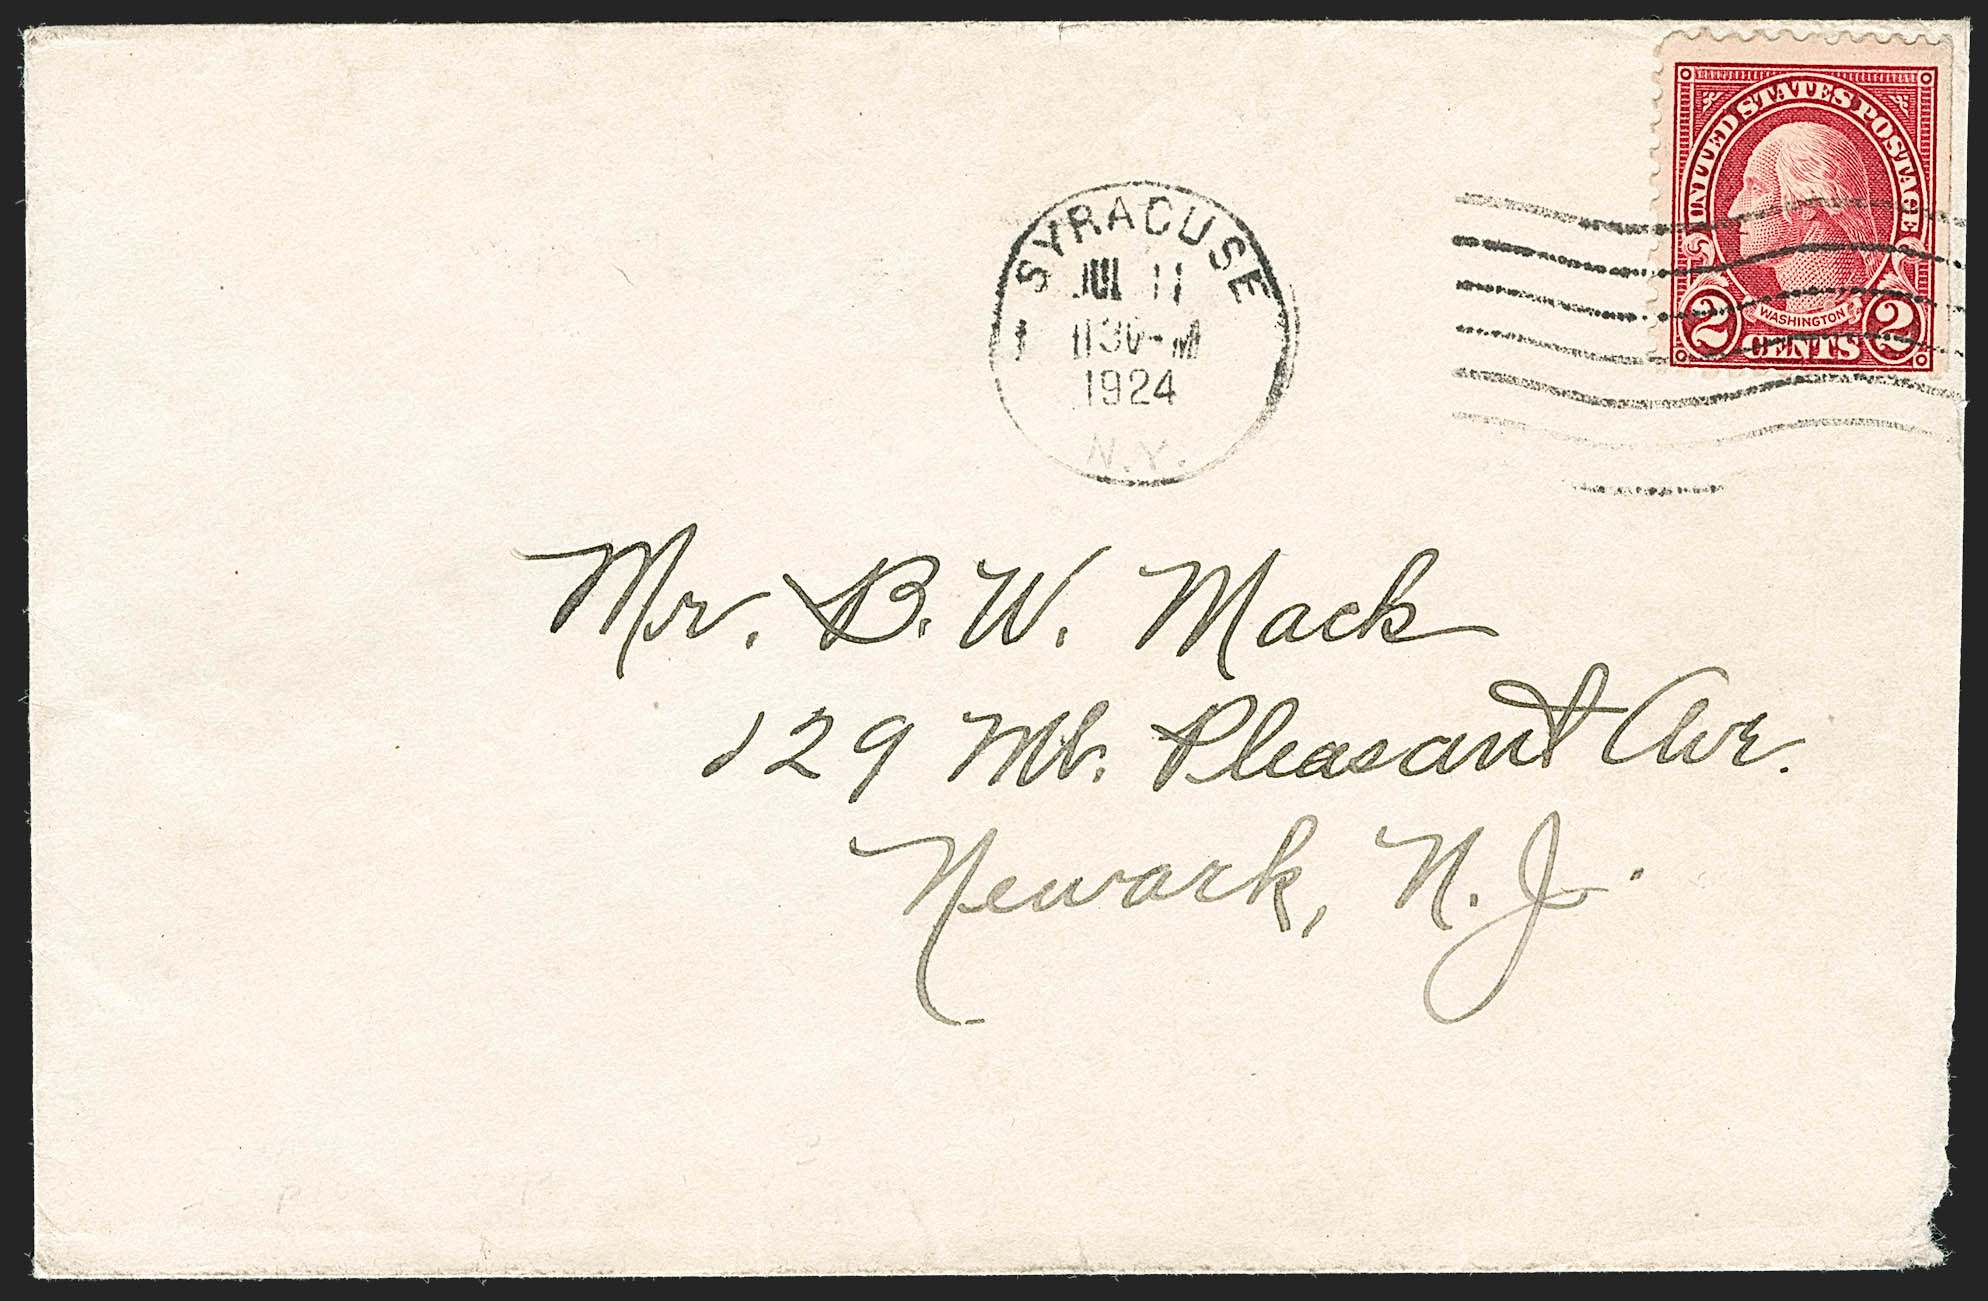 UNITED STATES POSTAGE
WASHINGTON
2 CENTS 2
SYRACUSE
JUL 11
1924
N.Y.
Mr. B. W. Mack
129 Mt. Pleasant Ave.
Newark, N. J.